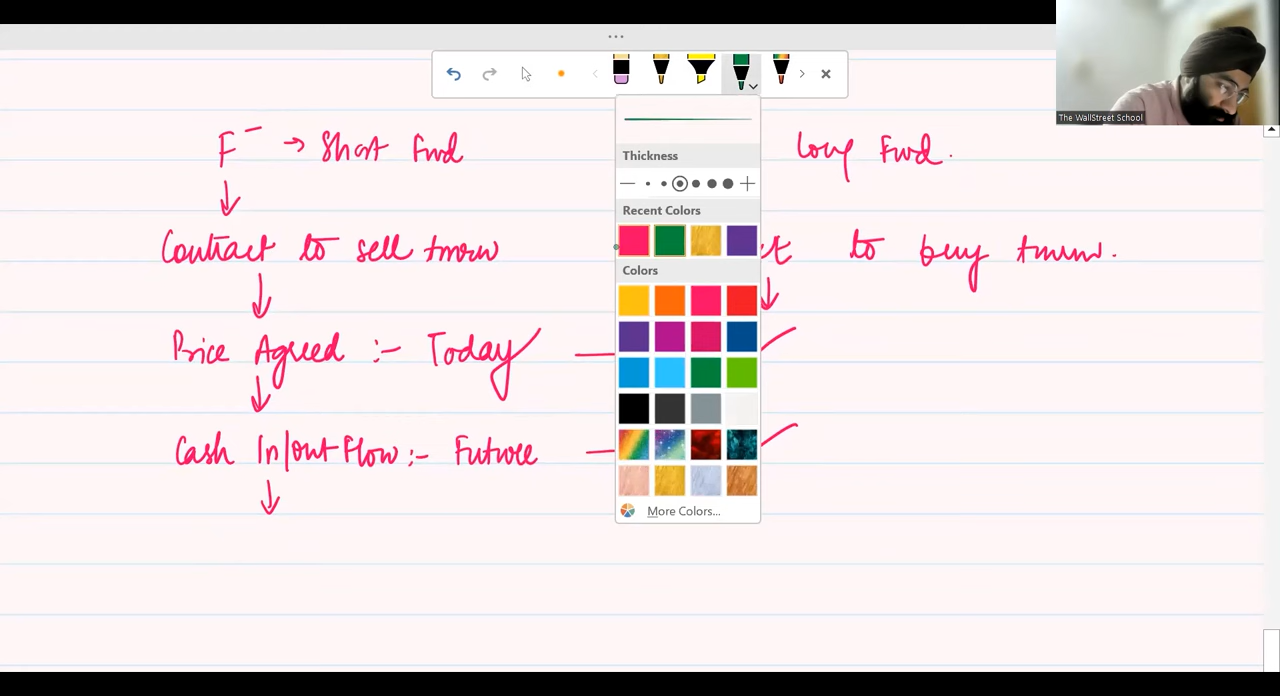 The WallStreet School
F⁻ → Short Fwd
long Fwd.
Contract to sell tmrw
ct to buy tmrw.
Price Agreed :- Today
Cash In/out Flow :- Future
Thickness
Recent Colors
Colors
More Colors...